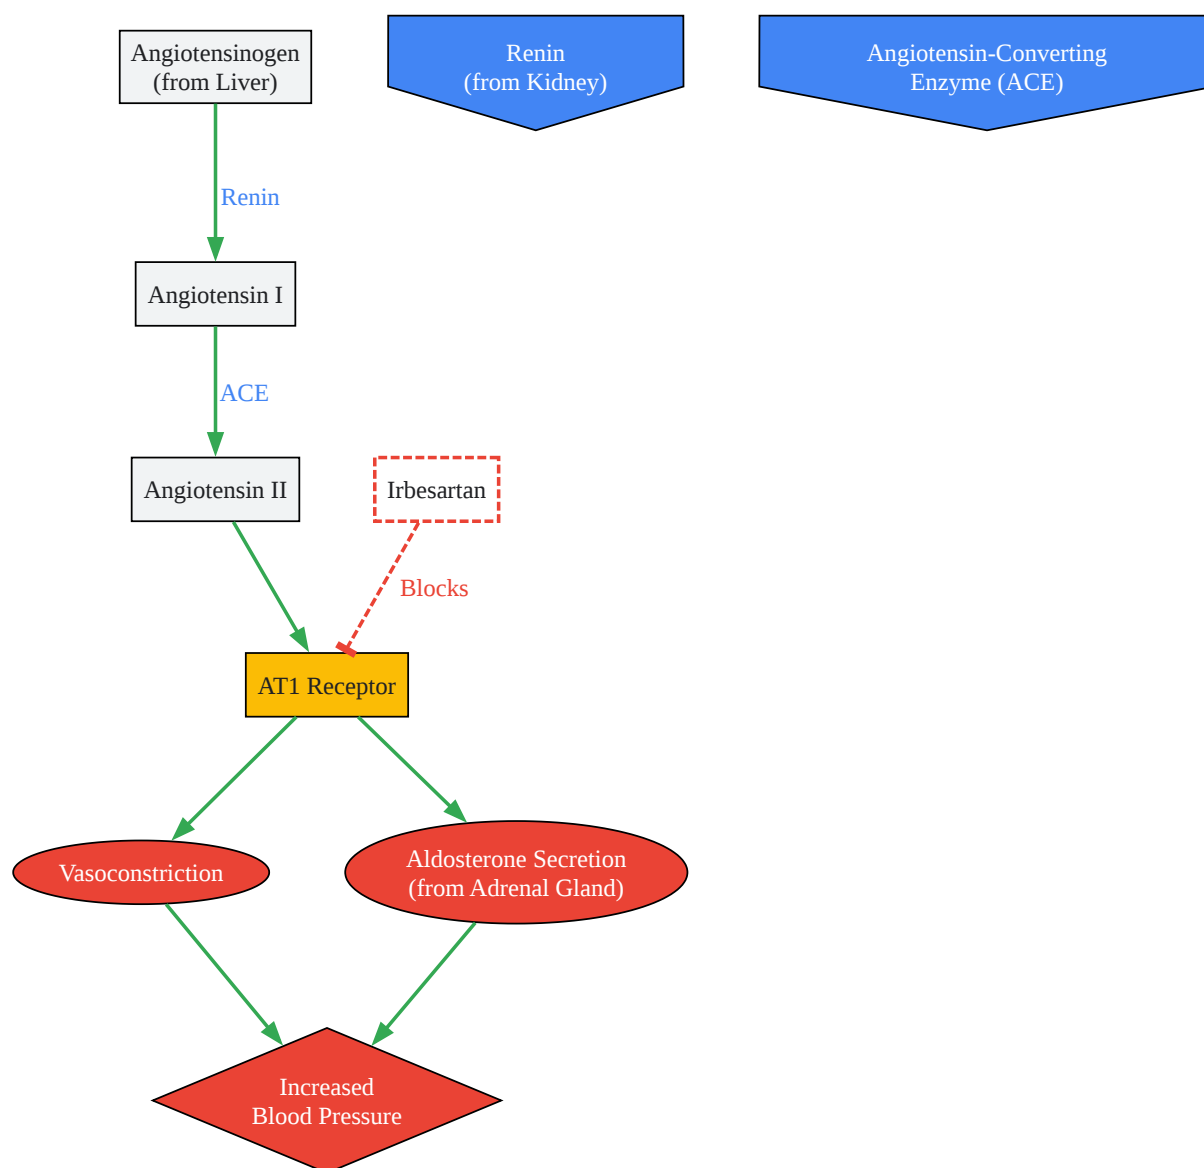 Angiotensinogen
(from Liver)
Renin
(from Kidney)
Angiotensin-Converting
Enzyme (ACE)
Renin
Angiotensin I
ACE
Angiotensin II
Irbesartan
Blocks
AT1 Receptor
Vasoconstriction
Aldosterone Secretion
(from Adrenal Gland)
Increased
Blood Pressure